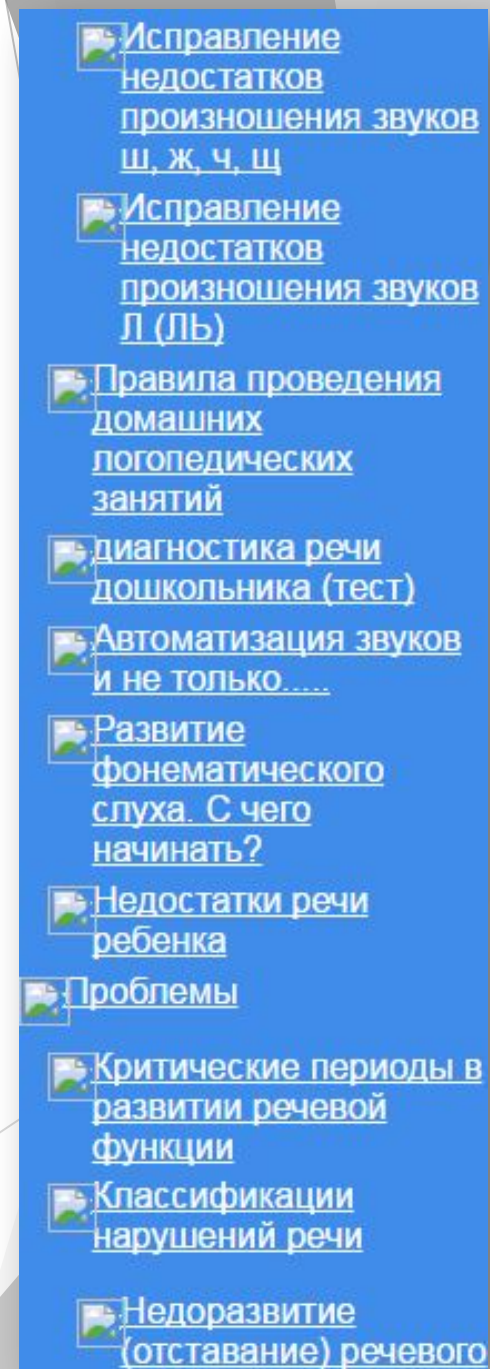 Исправление
недостатков
произношения звуков
ш, ж, ч, щ
Исправление
недостатков
произношения звуков
Л (ЛЬ)
Правила проведения
домашних
логопедических
занятий
диагностика речи
дошкольника (тест)
Автоматизация звуков
и не только.....
Развитие
фонематического
слуха. С чего
начинать?
Недостатки речи
ребенка
Проблемы
Критические периоды в
развитии речевой
функции
Классификации
нарушений речи
Недоразвитие
(отставание) речевого